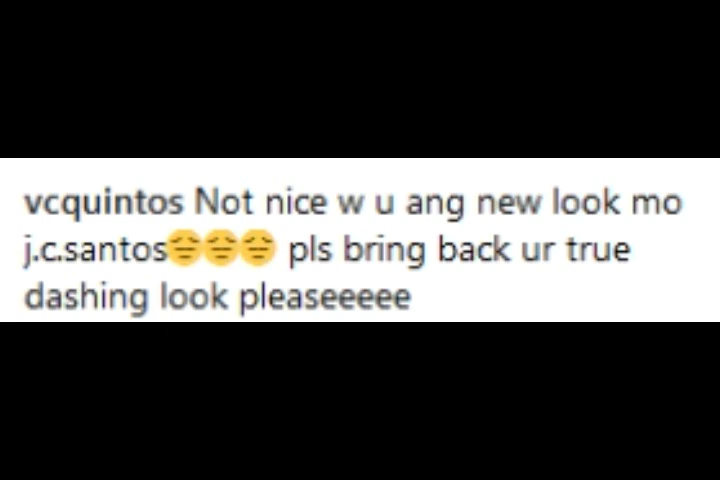 vcquintos Not nice w u ang new look mo
j.c.santos😔😔😔 pls bring back ur true
dashing look pleaseeeee